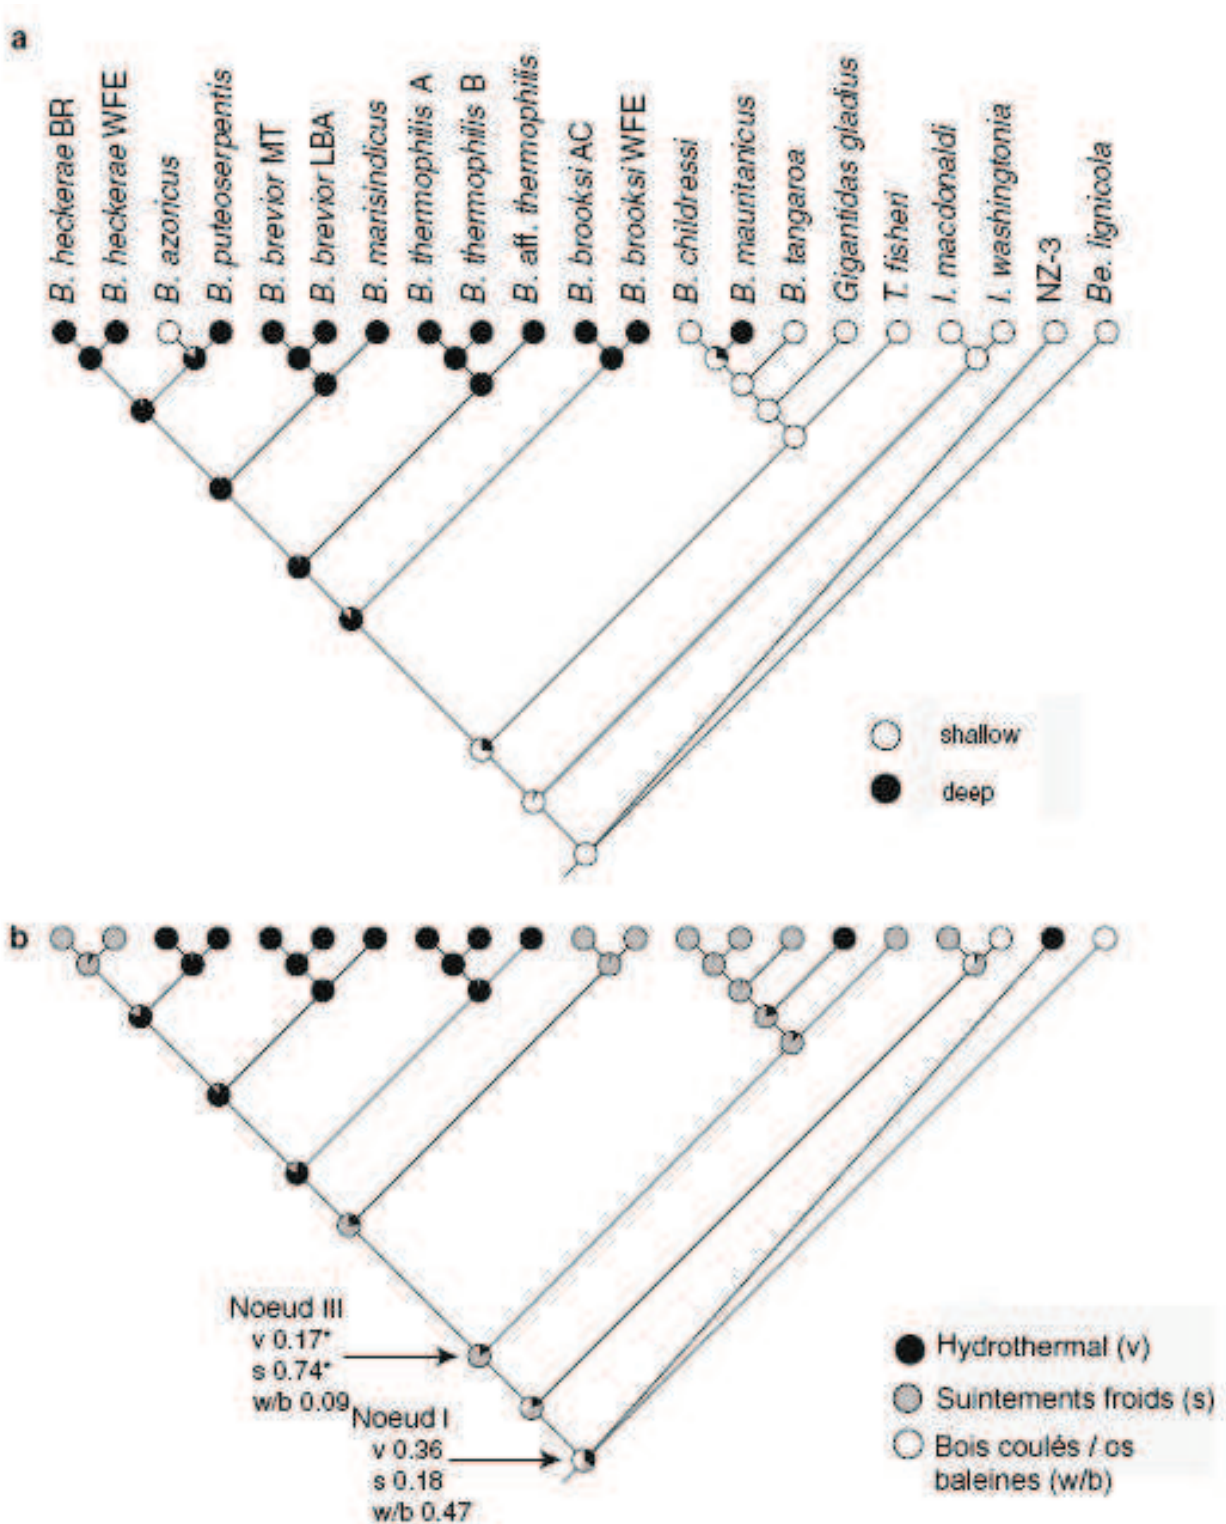 a
B. heckerae BR
B. heckerae WFE
B. azoricus
B. puteoserpentis
B. brevior MT
B. brevior LBA
B. marisindicus
B. thermophilis A
B. thermophilis B
B. aff. thermophilis
B. brooksi AC
B. brooksi WFE
B. childressi
B. mauritanicus
B. tangaroa
Gigantidas gladus
T. fisheri
I. macdonaldi
I. washingtonia
NZ-3
Be. lignicola
shallow
deep
b
Noeud III
v 0.17*
s 0.74*
w/b 0.09
Noeud I
v 0.36
s 0.18
w/b 0.47
Hydrothermal (v)
Suintements froids (s)
Bois coulés / os
baleines (w/b)